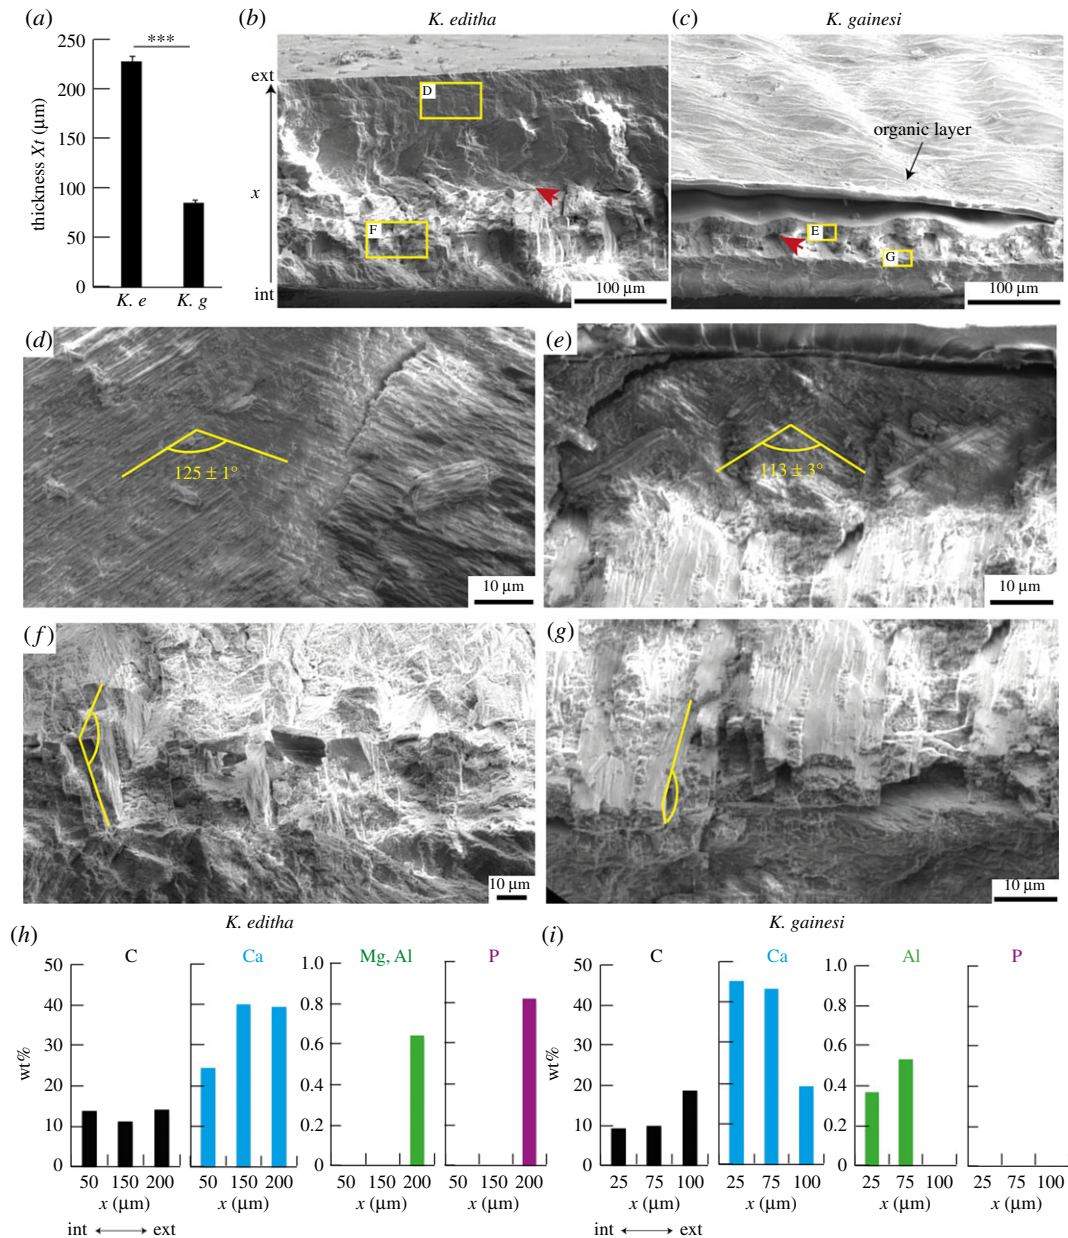 (a)
250
200
150
100
50
0
thickness Xt (µm)
***
K. e
K. g
(b)
K. editha
ext
x
int
D
F
100 µm
(c)
K. gainesi
organic layer
E
G
100 µm
(d)
125 ± 1°
10 µm
(e)
113 ± 3°
10 µm
(f)
10 µm
(g)
10 µm
(h)
K. editha
C
Ca
Mg, Al
P
wt%
50
40
30
20
10
0
1.0
0.8
0.6
0.4
0.2
0
50 150 200
50 150 200
50 150 200
50 150 200
x (µm)
x (µm)
x (µm)
x (µm)
int ext
(i)
K. gainesi
C
Ca
Al
P
wt%
50
40
30
20
10
0
1.0
0.8
0.6
0.4
0.2
0
25 75 100
25 75 100
25 75 100
25 75 100
x (µm)
x (µm)
x (µm)
x (µm)
int ext